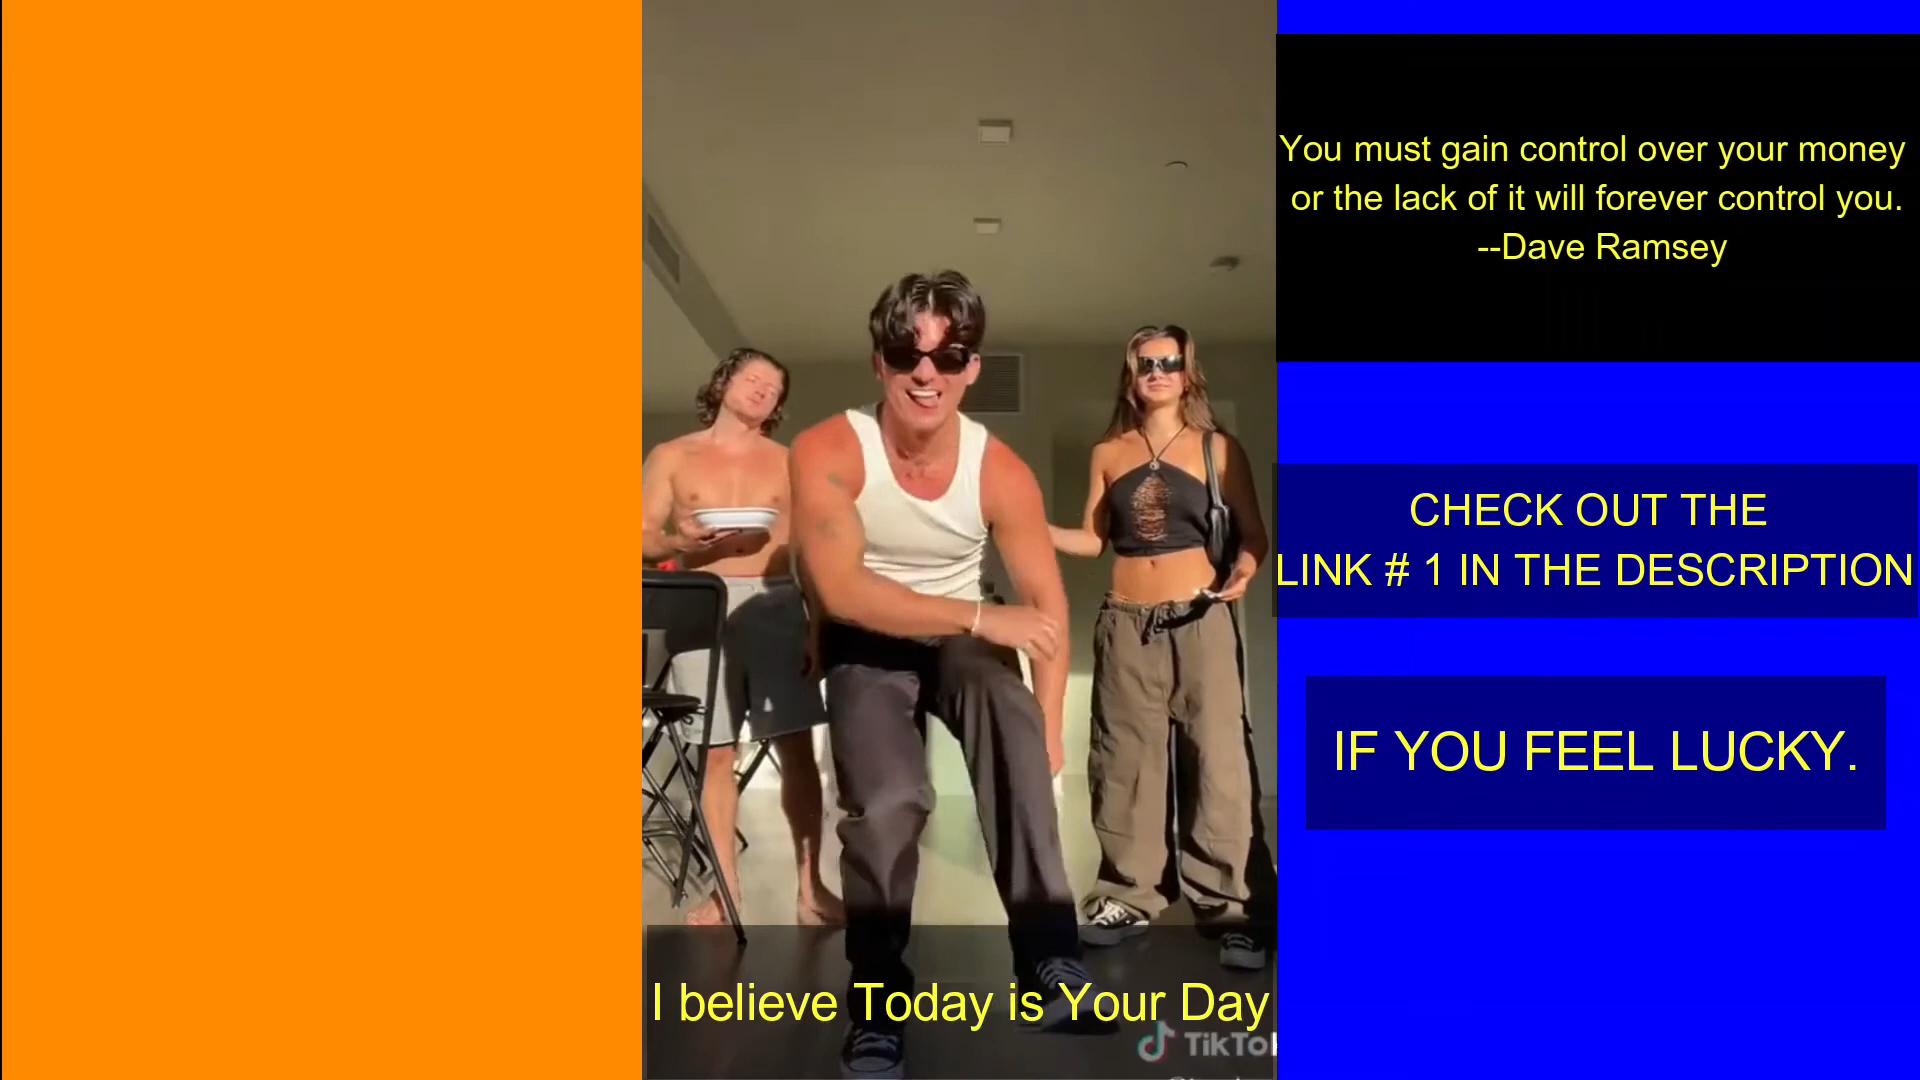 You must gain control over your money
or the lack of it will forever control you.
--Dave Ramsey
CHECK OUT THE
LINK # 1 IN THE DESCRIPTION
IF YOU FEEL LUCKY.
I believe Today is Your Day
TikTok